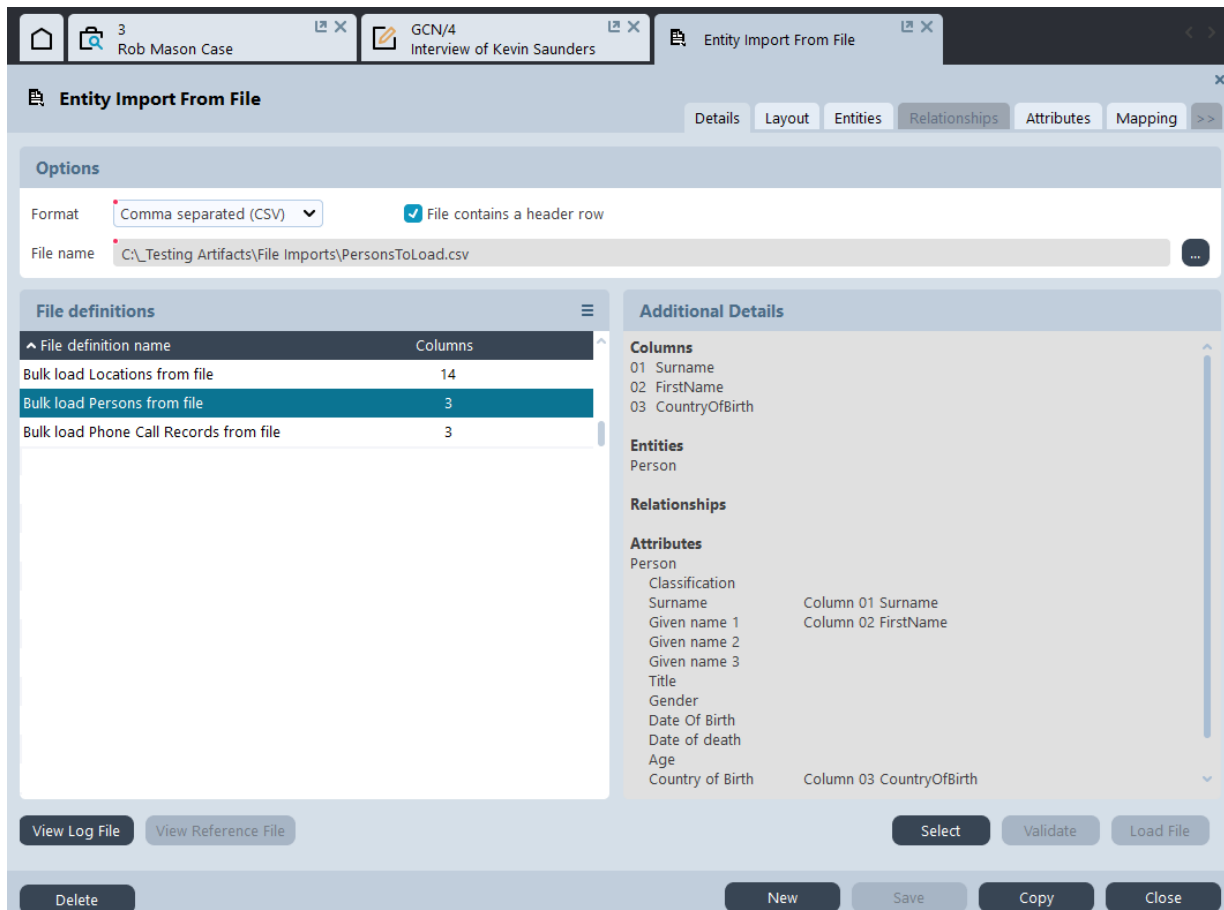 3
Rob Mason Case
GCN/4
Interview of Kevin Saunders
Entity Import From File
Entity Import From File
Details Layout Entities Relationships Attributes Mapping >>
Options
Format Comma separated (CSV) File contains a header row
File name C:\_Testing Artifacts\File Imports\PersonsToLoad.csv ...
File definitions
File definition name Columns
Bulk load Locations from file 14
Bulk load Persons from file 3
Bulk load Phone Call Records from file 3
Additional Details
Columns
01 Surname
02 FirstName
03 CountryOfBirth
Entities
Person
Relationships
Attributes
Person
Classification
Surname Column 01 Surname
Given name 1 Column 02 FirstName
Given name 2
Given name 3
Title
Gender
Date Of Birth
Date of death
Age
Country of Birth Column 03 CountryOfBirth
View Log File View Reference File Select Validate Load File
Delete New Save Copy Close